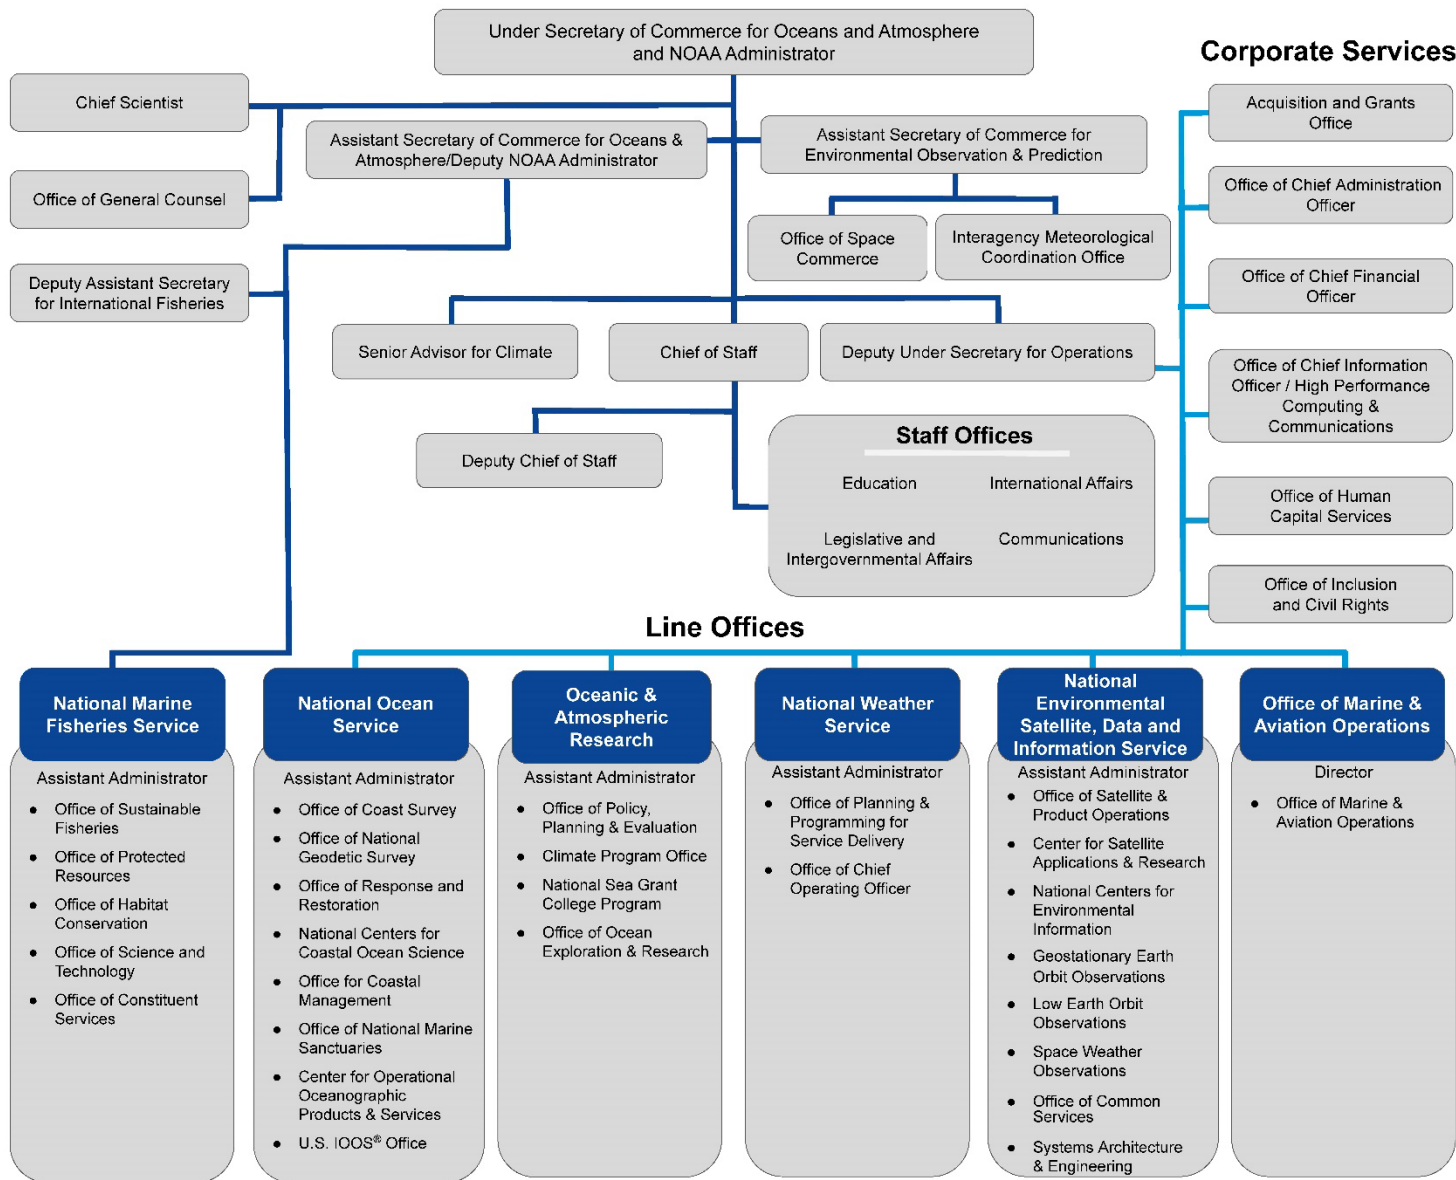 Under Secretary of Commerce for Oceans and Atmosphere
and NOAA Administrator
Corporate Services
Chief Scientist
Acquisition and Grants
Office
Assistant Secretary of Commerce for Oceans &
Atmosphere/Deputy NOAA Administrator
Assistant Secretary of Commerce for
Environmental Observation & Prediction
Office of General Counsel
Office of Chief Administration
Officer
Office of Space
Commerce
Interagency Meteorological
Coordination Office
Deputy Assistant Secretary
for International Fisheries
Office of Chief Financial
Officer
Senior Advisor for Climate
Chief of Staff
Deputy Under Secretary for Operations
Office of Chief Information
Officer / High Performance
Computing &
Communications
Deputy Chief of Staff
Staff Offices
Education
International Affairs
Legislative and
Intergovernmental Affairs
Communications
Office of Human
Capital Services
Office of Inclusion
and Civil Rights
Line Offices
National Marine
Fisheries Service
Assistant Administrator
• Office of Sustainable
Fisheries
• Office of Protected
Resources
• Office of Habitat
Conservation
• Office of Science and
Technology
• Office of Constituent
Services
National Ocean
Service
Assistant Administrator
• Office of Coast Survey
• Office of National
Geodetic Survey
• Office of Response and
Restoration
• National Centers for
Coastal Ocean Science
• Office for Coastal
Management
• Office of National Marine
Sanctuaries
• Center for Operational
Oceanographic
Products & Services
• U.S. IOOS® Office
Oceanic &
Atmospheric
Research
Assistant Administrator
• Office of Policy,
Planning & Evaluation
• Climate Program Office
• National Sea Grant
College Program
• Office of Ocean
Exploration & Research
National Weather
Service
Assistant Administrator
• Office of Planning &
Programming for
Service Delivery
• Office of Chief
Operating Officer
National
Environmental
Satellite, Data and
Information Service
Assistant Administrator
• Office of Satellite &
Product Operations
• Center for Satellite
Applications & Research
• National Centers for
Environmental
Information
• Geostationary Earth
Orbit Observations
• Low Earth Orbit
Observations
• Space Weather
Observations
• Office of Common
Services
• Systems Architecture
& Engineering
Office of Marine &
Aviation Operations
Director
• Office of Marine &
Aviation Operations